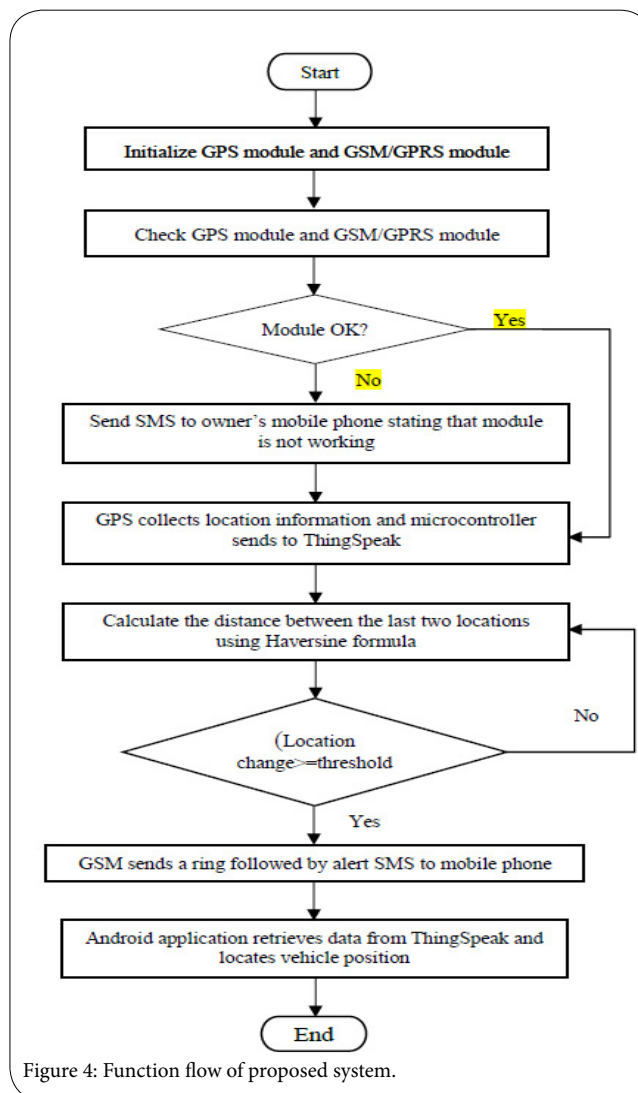 Start
Initialize GPS module and GSM/GPRS module
Check GPS module and GSM/GPRS module
Module OK?
Yes
No
Send SMS to owner's mobile phone stating that module
is not working
GPS collects location information and microcontroller
sends to ThingSpeak
Calculate the distance between the last two locations
using Haversine formula
No
(Location
change>=threshold
Yes
GSM sends a ring followed by alert SMS to mobile phone
Android application retrieves data from ThingSpeak and
locates vehicle position
End
Figure 4: Function flow of proposed system.